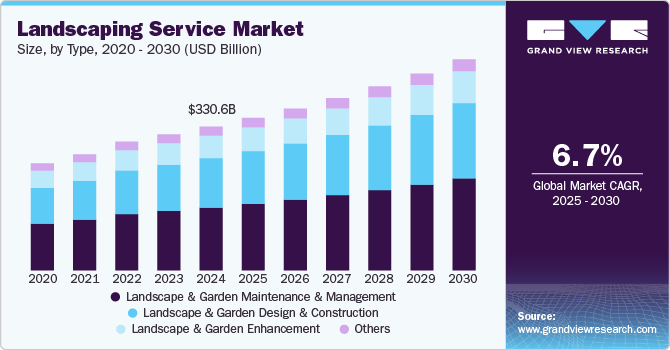 Landscaping Service Market
Size, by Type, 2020 - 2030 (USD Billion)
$330.6B
2020 2021 2022 2023 2024 2025 2026 2027 2028 2029 2030
Landscape & Garden Maintenance & Management
Landscape & Garden Design & Construction
Landscape & Garden Enhancement Others
GRAND VIEW RESEARCH
6.7%
Global Market CAGR,
2025 - 2030
Source:
www.grandviewresearch.com